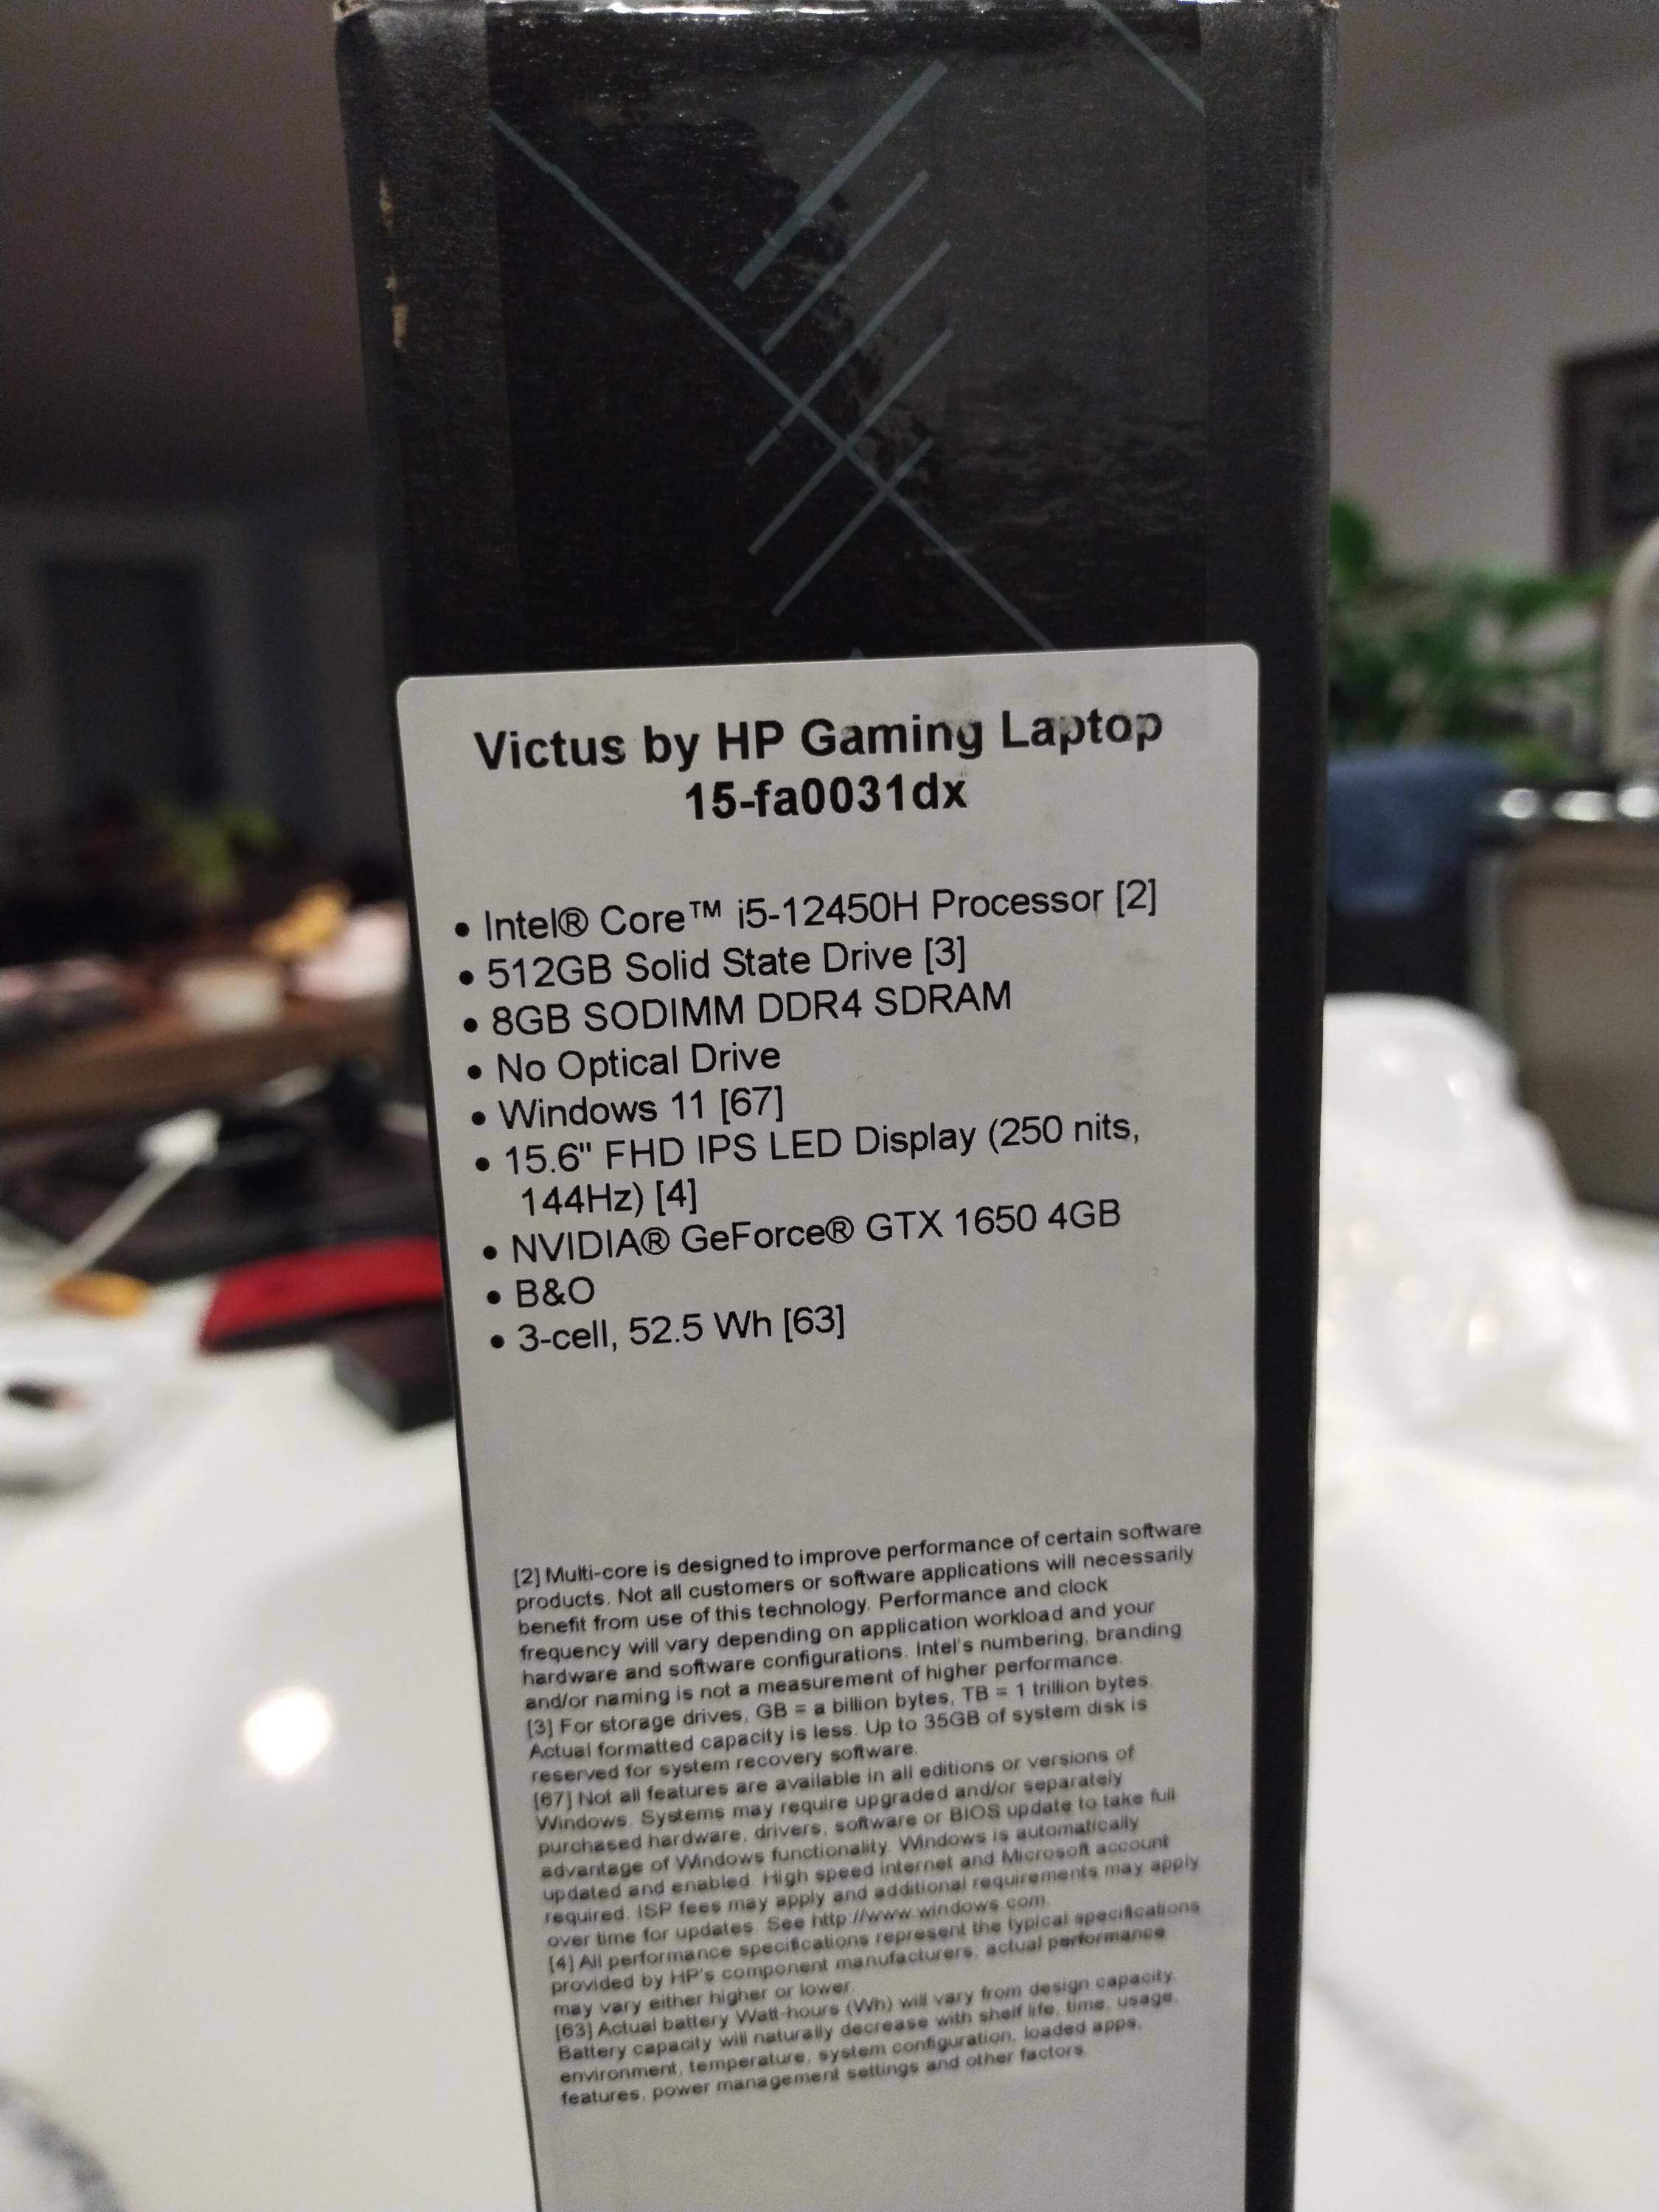 Victus by HP Gaming Laptop
15-fa0031dx
• Intel® Core™ i5-12450H Processor [2]
• 512GB Solid State Drive [3]
• 8GB SODIMM DDR4 SDRAM
• No Optical Drive
• Windows 11 [67]
• 15.6" FHD IPS LED Display (250 nits,
144Hz) [4]
• NVIDIA® GeForce® GTX 1650 4GB
• B&O
• 3-cell, 52.5 Wh [63]
[2] Multi-core is designed to improve performance of certain software
products. Not all customers or software applications will necessarily
benefit from use of this technology. Performance and clock
frequency will vary depending on application workload and your
hardware and software configurations. Intel's numbering, branding
and/or naming is not a measurement of higher performance.
[3] For storage drives, GB = a billion bytes, TB = 1 trillion bytes.
Actual formatted capacity is less. Up to 35GB of system disk is
reserved for system recovery software.
[67] Not all features are available in all editions or versions of
Windows. Systems may require upgraded and/or separately
purchased hardware, drivers, software or BIOS update to take full
advantage of Windows functionality. Windows is automatically
updated and enabled. High speed internet and Microsoft account
required. ISP fees may apply and additional requirements may apply
over time for updates. See http://www.windows.com.
[4] All performance specifications represent the typical specifications
provided by HP's component manufacturers; actual performance
may vary either higher or lower.
[63] Actual battery Watt-hours (Wh) will vary from design capacity.
Battery capacity will naturally decrease with shelf life, time, usage,
environment, temperature, system configuration, loaded apps,
features, power management settings and other factors.